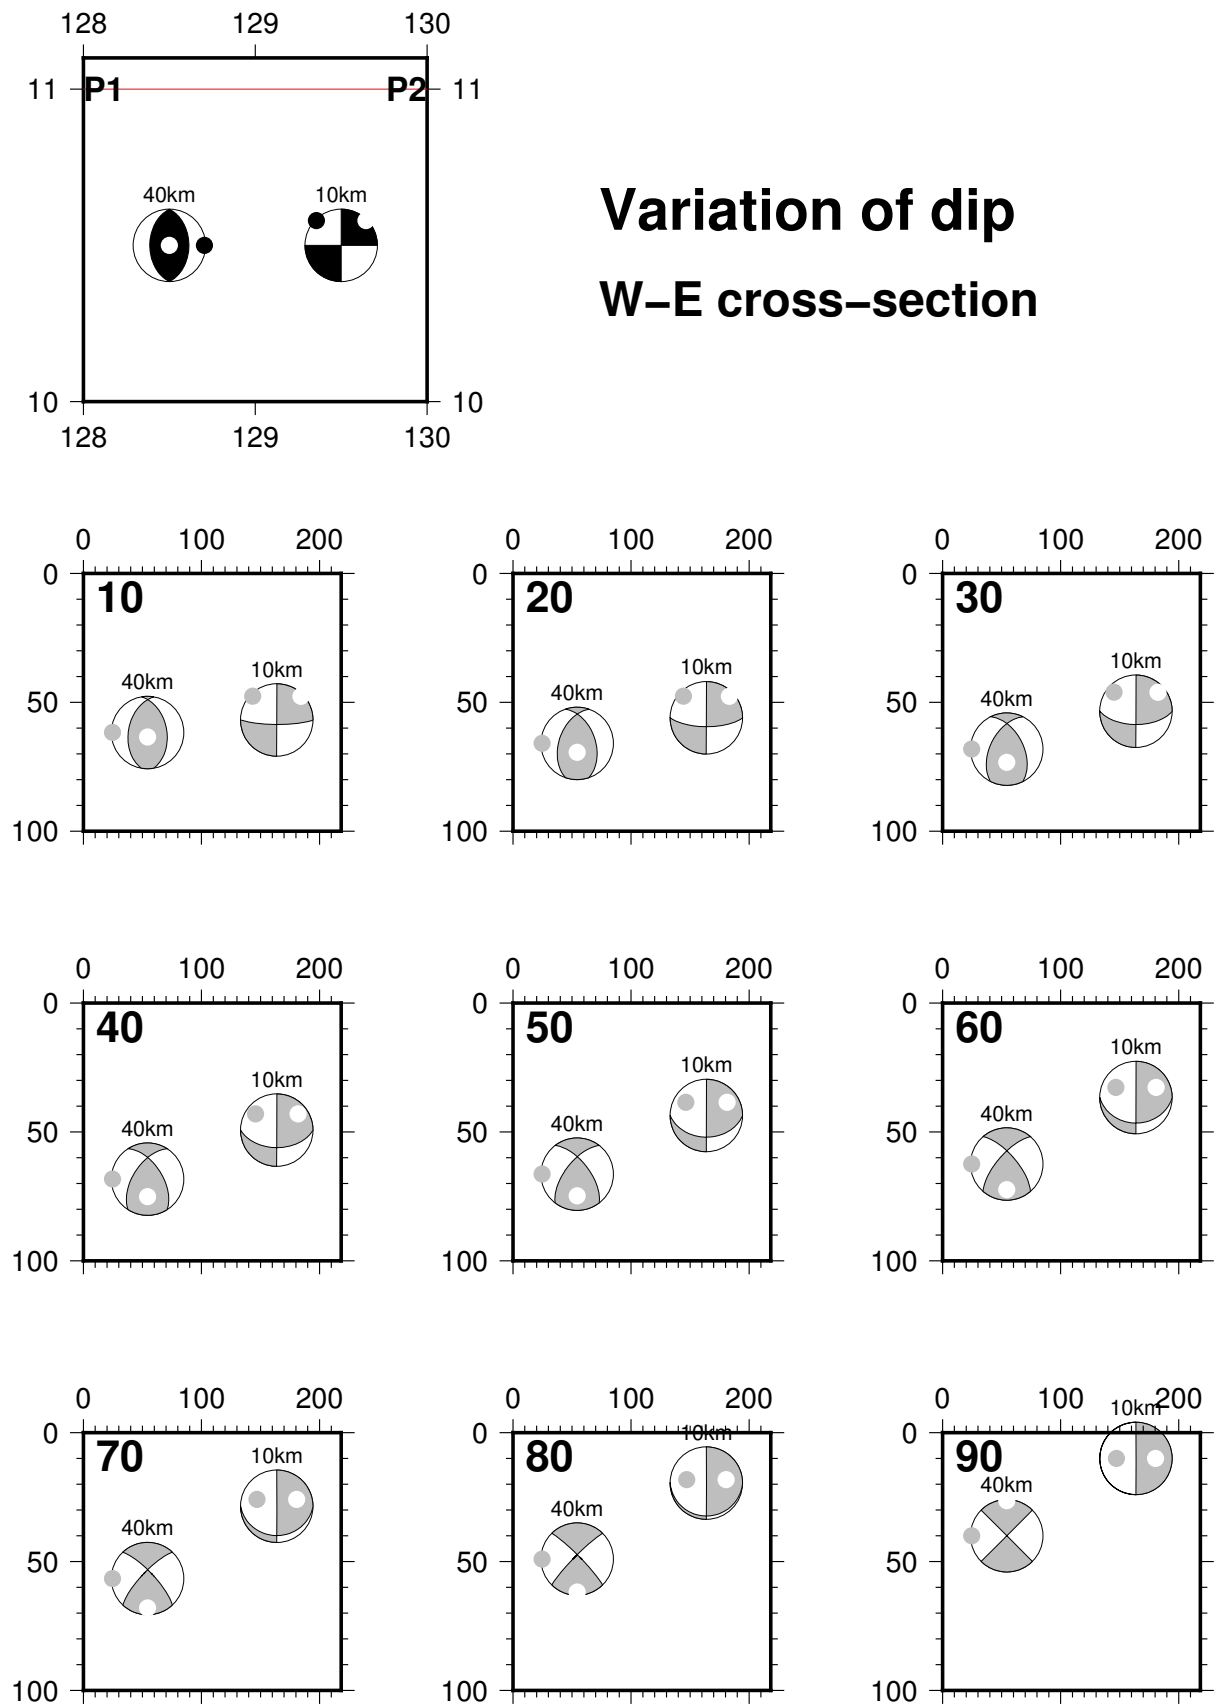 128 129 130
11 P1 P2 11
40km 10km
Variation of dip
W–E cross–section
10 10
128 129 130
0 100 200 0 100 200 0 100 200
0 10 0 20 0 30
40km 10km 40km 10km 40km 10km
50 50 50
100 100 100
0 100 200 0 100 200 0 100 200
0 40 0 50 0 60
40km 10km 40km 10km 40km 10km
50 50 50
100 100 100
0 100 200 0 100 200 0 100 200
0 70 0 80 0 90
40km 10km 40km 10km 40km 10km
50 50 50
100 100 100